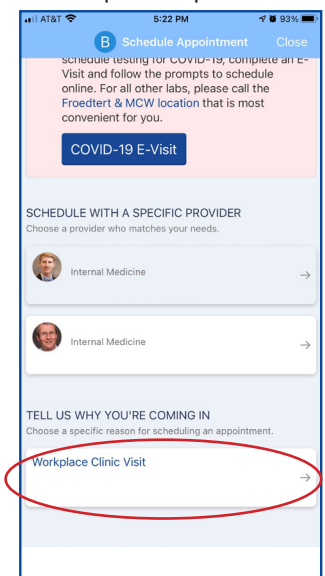 AT&T 5:22 PM 93%
B Schedule Appointment Close
schedule testing for COVID-19, complete an E-
Visit and follow the prompts to schedule
online. For all other labs, please call the
Froedtert & MCW location that is most
convenient for you.
COVID-19 E-Visit
SCHEDULE WITH A SPECIFIC PROVIDER
Choose a provider who matches your needs.
Internal Medicine →
Internal Medicine →
TELL US WHY YOU'RE COMING IN
Choose a specific reason for scheduling an appointment.
Workplace Clinic Visit
→